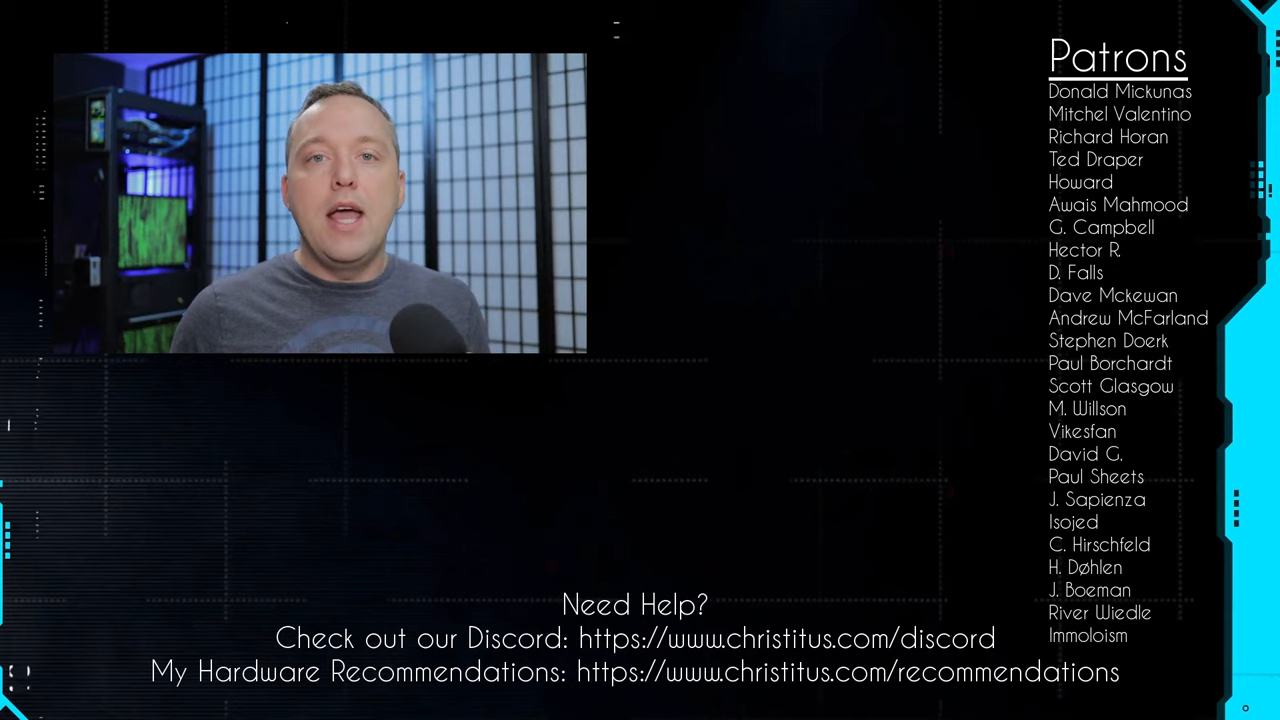 Patrons
Donald Mickunas
Mitchel Valentino
Richard Horan
Ted Draper
Howard
Awais Mahmood
G. Campbell
Hector R.
D. Falls
Dave Mckewan
Andrew McFarland
Stephen Doerk
Paul Borchardt
Scott Glasgow
M. Willson
Vikesfan
David G.
Paul Sheets
J. Sapienza
Isojed
C. Hirschfeld
H. Døhlen
J. Boeman
River Wiedle
Immoloism
Need Help?
Check out our Discord: https://www.christitus.com/discord
My Hardware Recommendations: https://www.christitus.com/recommendations